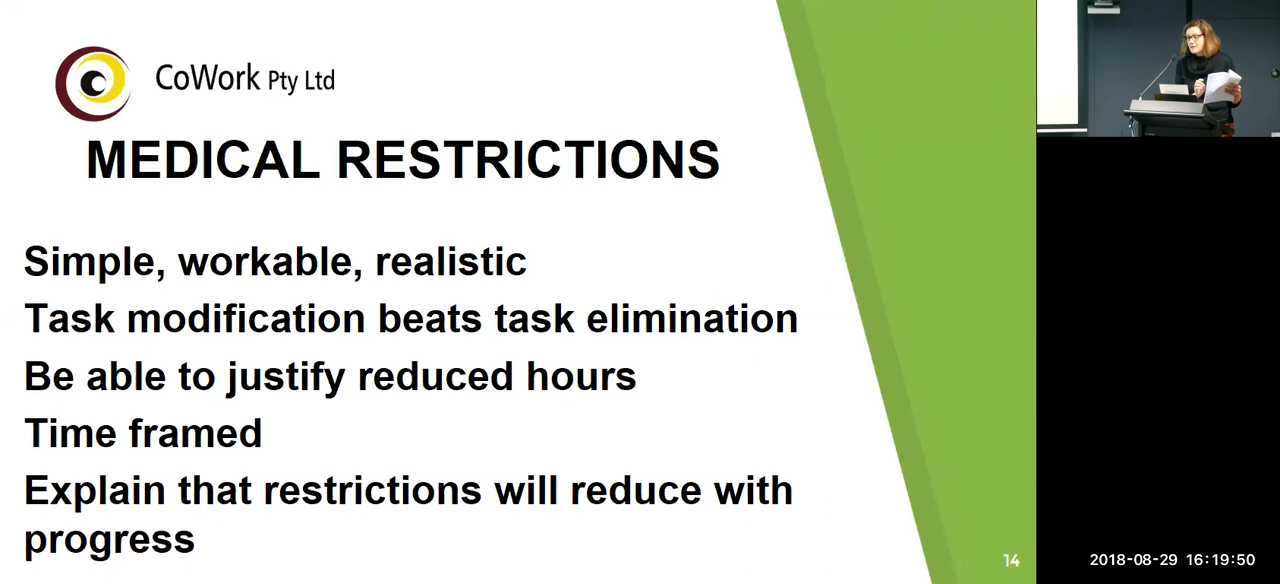 CoWork Pty Ltd
MEDICAL RESTRICTIONS
Simple, workable, realistic
Task modification beats task elimination
Be able to justify reduced hours
Time framed
Explain that restrictions will reduce with
progress
14
2018-08-29 16:19:50